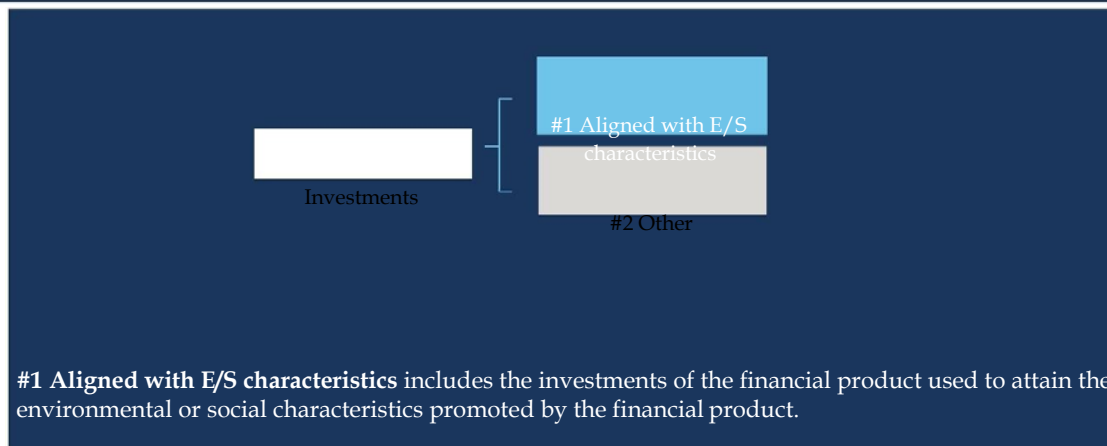 #1 Aligned with E/S
characteristics
Investments
#2 Other
#1 Aligned with E/S characteristics includes the investments of the financial product used to attain the
environmental or social characteristics promoted by the financial product.